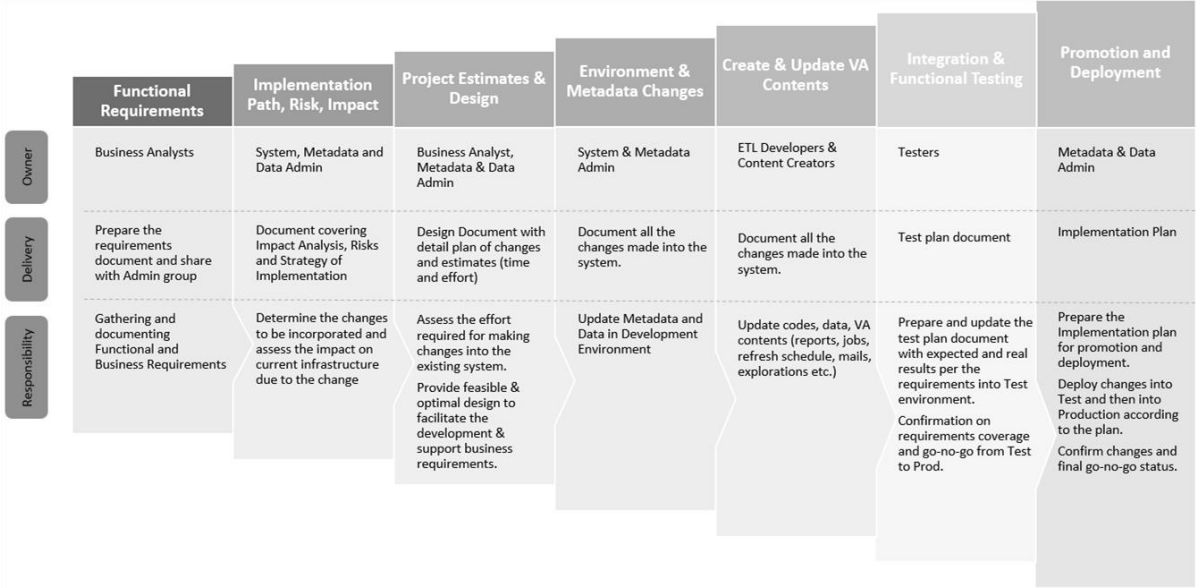 Functional
Requirements
Implementation
Path, Risk, Impact
Project Estimates &
Design
Environment &
Metadata Changes
Create & Update VA
Contents
Integration &
Functional Testing
Promotion and
Deployment
Owner
Business Analysts
System, Metadata and
Data Admin
Business Analyst,
Metadata & Data
Admin
System & Metadata
Admin
ETL Developers &
Content Creators
Testers
Metadata & Data
Admin
Delivery
Prepare the
requirements
document and share
with Admin group
Document covering
Impact Analysis, Risks
and Strategy of
Implementation
Design Document with
detail plan of changes
and estimates (time
and effort)
Document all the
changes made into the
system.
Document all the
changes made into the
system.
Test plan document
Implementation Plan
Responsibility
Gathering and
documenting
Functional and
Business Requirements
Determine the changes
to be incorporated and
assess the impact on
current infrastructure
due to the change
Assess the effort
required for making
changes into the
existing system.
Provide feasible &
optimal design to
facilitate the
development &
support business
requirements.
Update Metadata and
Data in Development
Environment
Update codes, data, VA
contents (reports, jobs,
refresh schedule, mails,
explorations etc.)
Prepare and update the
test plan document
with expected and real
results per the
requirements into Test
environment.
Confirmation on
requirements coverage
and go-no-go from Test
to Prod.
Prepare the
Implementation plan
for promotion and
deployment.
Deploy changes into
Test and then into
Production according
to the plan.
Confirm changes and
final go-no-go status.